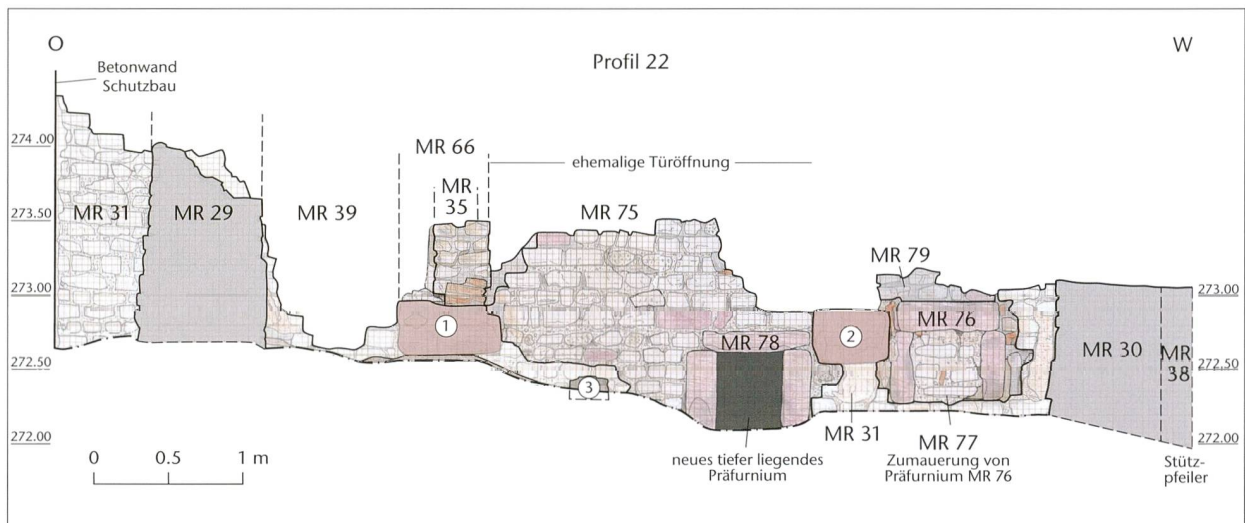 O
W
Profil 22
Betonwand
Schutzbau
274.00
273.50
273.00
272.50
272.00
MR 66
ehemalige Türöffnung
MR 31
MR 29
MR 39
MR
35
MR 75
MR 79
273.00
272.50
272.00
1
MR 78
2
MR 76
MR 30
MR
38
3
MR 31
MR 77
neues tiefer liegendes
Präfurnium
Zumauerung von
Präfurnium MR 76
Stütz-
pfeiler
0 0.5 1 m